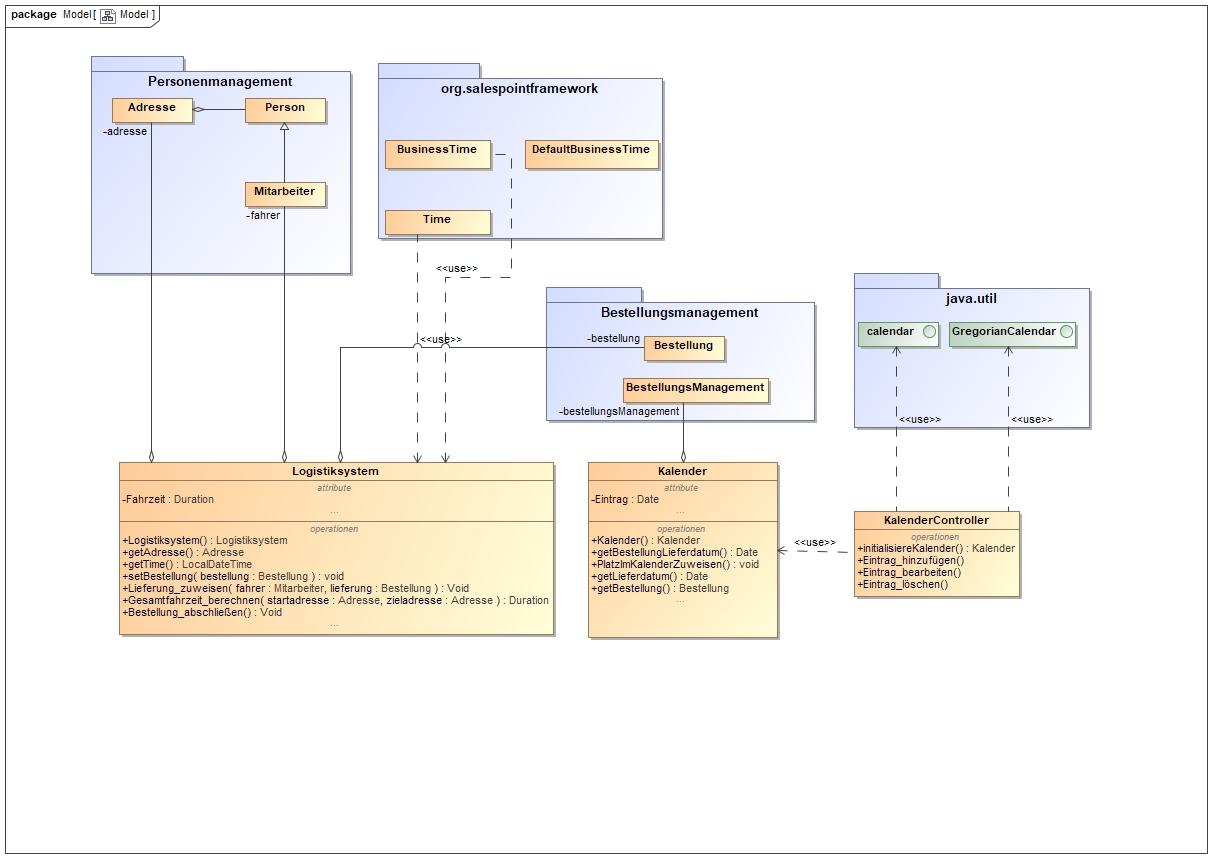 package Model[ Model ]
Personenmanagement
Adresse
Person
-adresse
Mitarbeiter
-fahrer
org.salespointframework
BusinessTime
DefaultBusinessTime
Time
<<use>>
<<use>>
Bestellungsmanagement
-bestellung
Bestellung
BestellungsManagement
-bestellungsManagement
java.util
calendar
GregorianCalendar
<<use>>
<<use>>
Logistiksystem
attribute
-Fahrzeit : Duration
...
operationen
+Logistiksystem() : Logistiksystem
+getAdresse() : Adresse
+getTime() : LocalDateTime
+setBestellung( bestellung : Bestellung ) : void
+Lieferung_zuweisen( fahrer : Mitarbeiter, lieferung : Bestellung ) : Void
+Gesamtfahrzeit_berechnen( startadresse : Adresse, zieladresse : Adresse ) : Duration
+Bestellung_abschließen() : Void
...
Kalender
attribute
-Eintrag : Date
...
operationen
+Kalender() : Kalender
+getBestellungLieferdatum() : Date
+PlatzImKalenderZuweisen() : void
+getLieferdatum() : Date
+getBestellung() : Bestellung
...
<<use>>
KalenderController
operationen
+initialisiereKalender() : Kalender
+Eintrag_hinzufügen()
+Eintrag_bearbeiten()
+Eintrag_löschen()